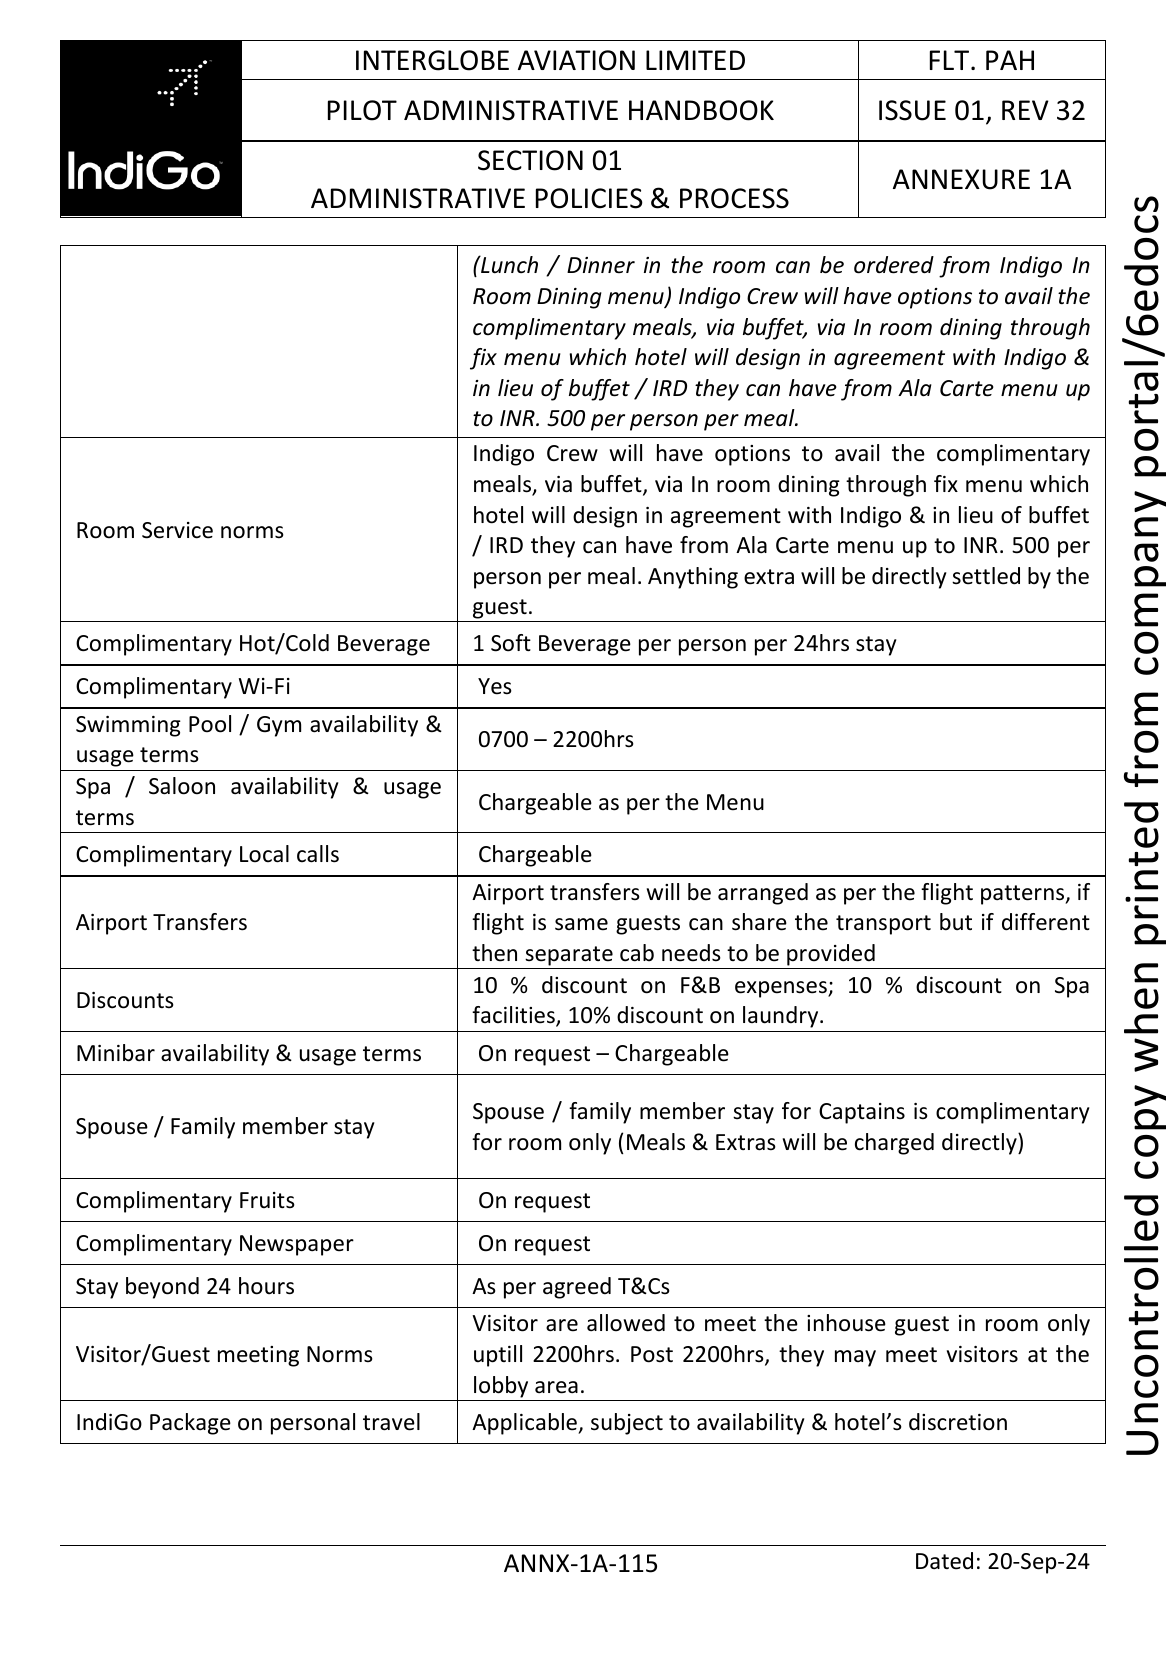 IndiGo
INTERGLOBE AVIATION LIMITED
FLT. PAH
PILOT ADMINISTRATIVE HANDBOOK
ISSUE 01, REV 32
SECTION 01
ADMINISTRATIVE POLICIES & PROCESS
ANNEXURE 1A
(Lunch / Dinner in the room can be ordered from Indigo In
Room Dining menu) Indigo Crew will have options to avail the
complimentary meals, via buffet, via In room dining through
fix menu which hotel will design in agreement with Indigo &
in lieu of buffet / IRD they can have from Ala Carte menu up
to INR. 500 per person per meal.
Room Service norms
Indigo Crew will have options to avail the complimentary
meals, via buffet, via In room dining through fix menu which
hotel will design in agreement with Indigo & in lieu of buffet
/ IRD they can have from Ala Carte menu up to INR. 500 per
person per meal. Anything extra will be directly settled by the
guest.
Complimentary Hot/Cold Beverage
1 Soft Beverage per person per 24hrs stay
Complimentary Wi-Fi
Yes
Swimming Pool / Gym availability &
usage terms
0700 – 2200hrs
Spa / Saloon availability & usage
terms
Chargeable as per the Menu
Complimentary Local calls
Chargeable
Airport Transfers
Airport transfers will be arranged as per the flight patterns, if
flight is same guests can share the transport but if different
then separate cab needs to be provided
Discounts
10 % discount on F&B expenses; 10 % discount on Spa
facilities, 10% discount on laundry.
Minibar availability & usage terms
On request – Chargeable
Spouse / Family member stay
Spouse / family member stay for Captains is complimentary
for room only (Meals & Extras will be charged directly)
Complimentary Fruits
On request
Complimentary Newspaper
On request
Stay beyond 24 hours
As per agreed T&Cs
Visitor/Guest meeting Norms
Visitor are allowed to meet the inhouse guest in room only
uptill 2200hrs. Post 2200hrs, they may meet visitors at the
lobby area.
IndiGo Package on personal travel
Applicable, subject to availability & hotel’s discretion
ANNX-1A-115
Dated: 20-Sep-24
Uncontrolled copy when printed from company portal/6edocs